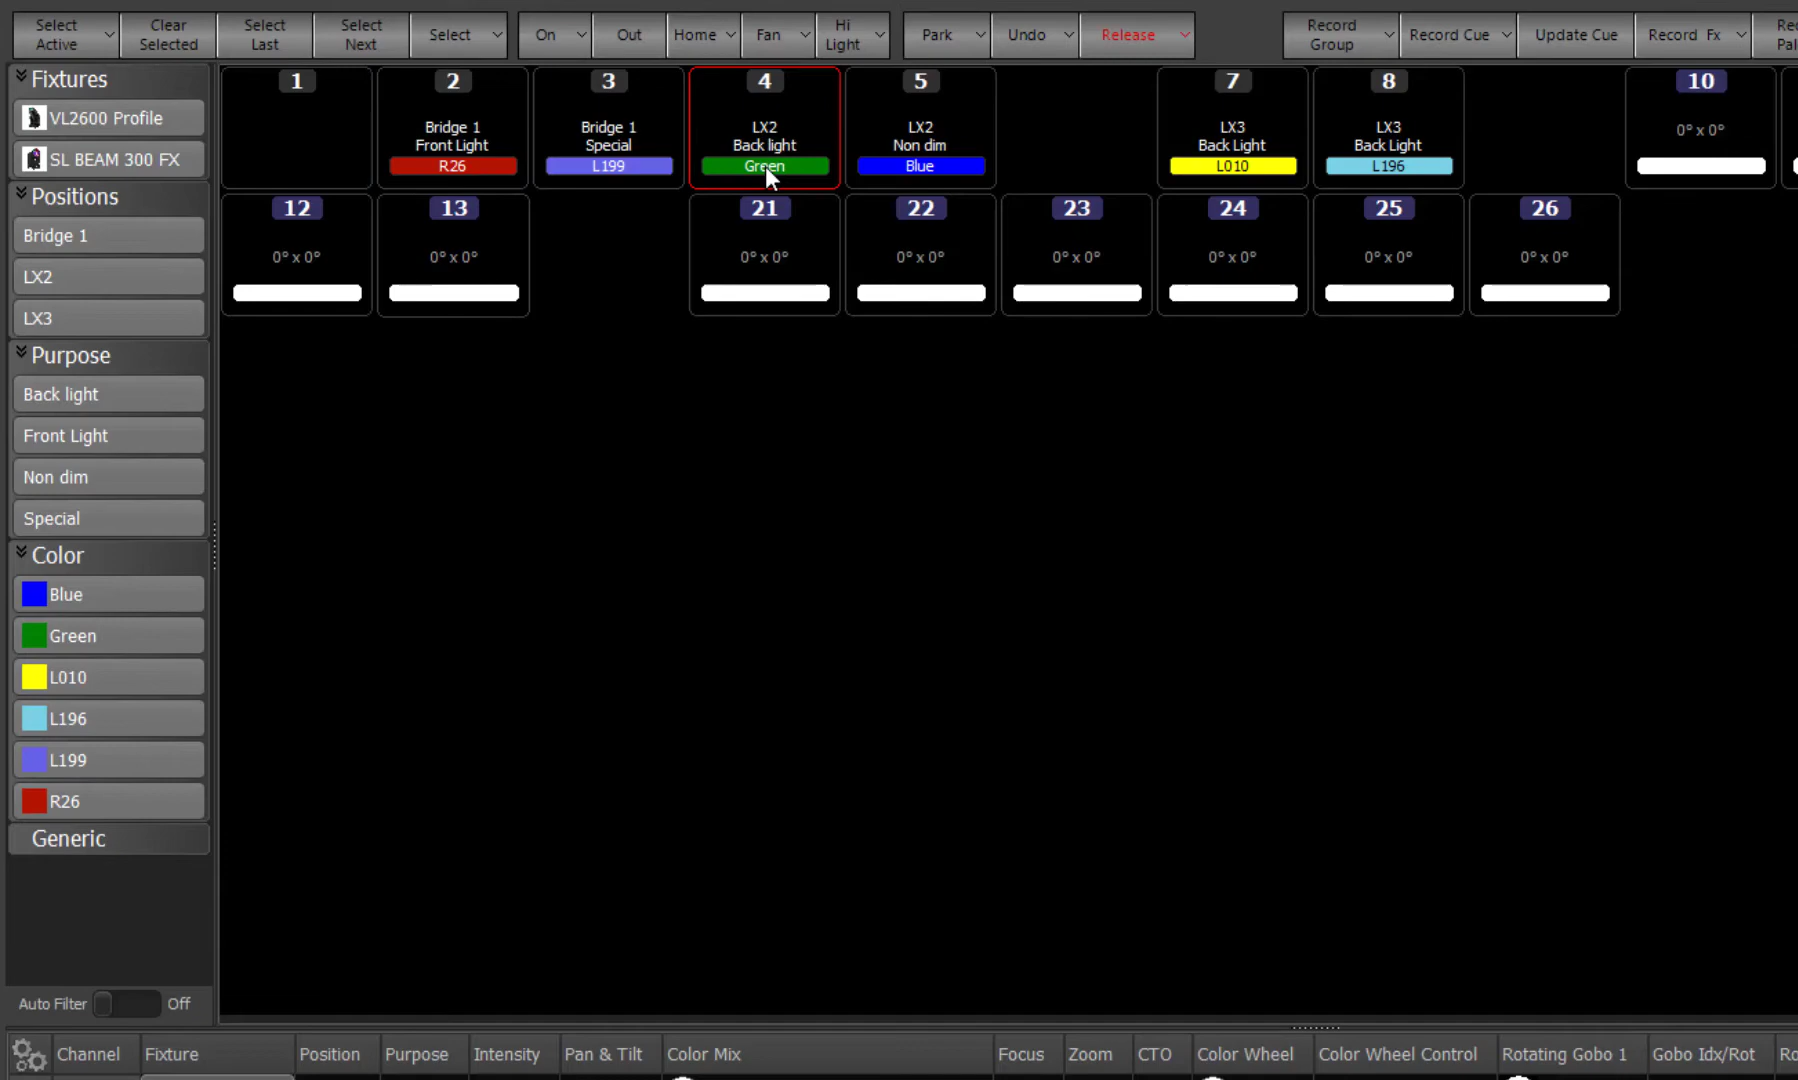 Select Active
Clear Selected
Select Last
Select Next
Select
On
Out
Home
Fan
Hi Light
Park
Undo
Release
Record Group
Record Cue
Update Cue
Record Fx
Fixtures
VL2600 Profile
SL BEAM 300 FX
Positions
Bridge 1
LX2
LX3
Purpose
Back light
Front Light
Non dim
Special
Color
Blue
Green
L010
L196
L199
R26
Generic
Auto Filter
Off
1
2
Bridge 1
Front Light
R26
3
Bridge 1
Special
L199
4
LX2
Back light
Green
5
LX2
Non dim
Blue
7
LX3
Back Light
L010
8
LX3
Back Light
L196
10
0° x 0°
12
0° x 0°
13
0° x 0°
21
0° x 0°
22
0° x 0°
23
0° x 0°
24
0° x 0°
25
0° x 0°
26
0° x 0°
Channel
Fixture
Position
Purpose
Intensity
Pan & Tilt
Color Mix
Focus
Zoom
CTO
Color Wheel
Color Wheel Control
Rotating Gobo 1
Gobo Idx/Rot